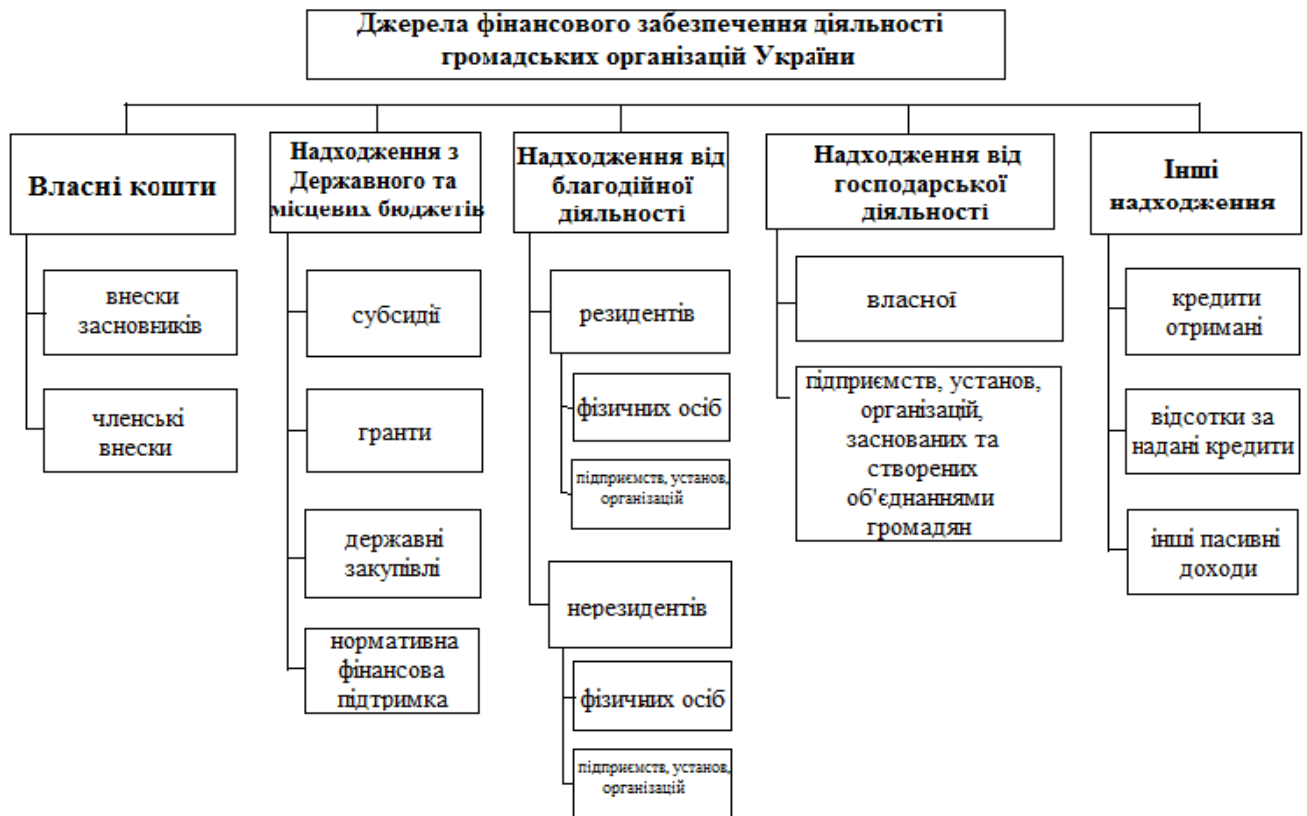 Джерела фінансового забезпечення діяльності
громадських організацій України
Власні кошти
внески
засновників
членські
внески
Надходження з
Державного та
місцевих бюджетів
субсидії
гранти
державні
закупівлі
нормативна
фінансова
підтримка
Надходження від
благодійної
діяльності
резидентів
фізичних осіб
підприємств, установ,
організацій
нерезидентів
фізичних осіб
підприємств, установ,
організацій
Надходження від
господарської
діяльності
власної
підприємств, установ,
організацій,
заснованих та
створених
об'єднаннями
громадян
Інші
надходження
кредити
отримані
відсотки за
надані кредити
інші пасивні
доходи